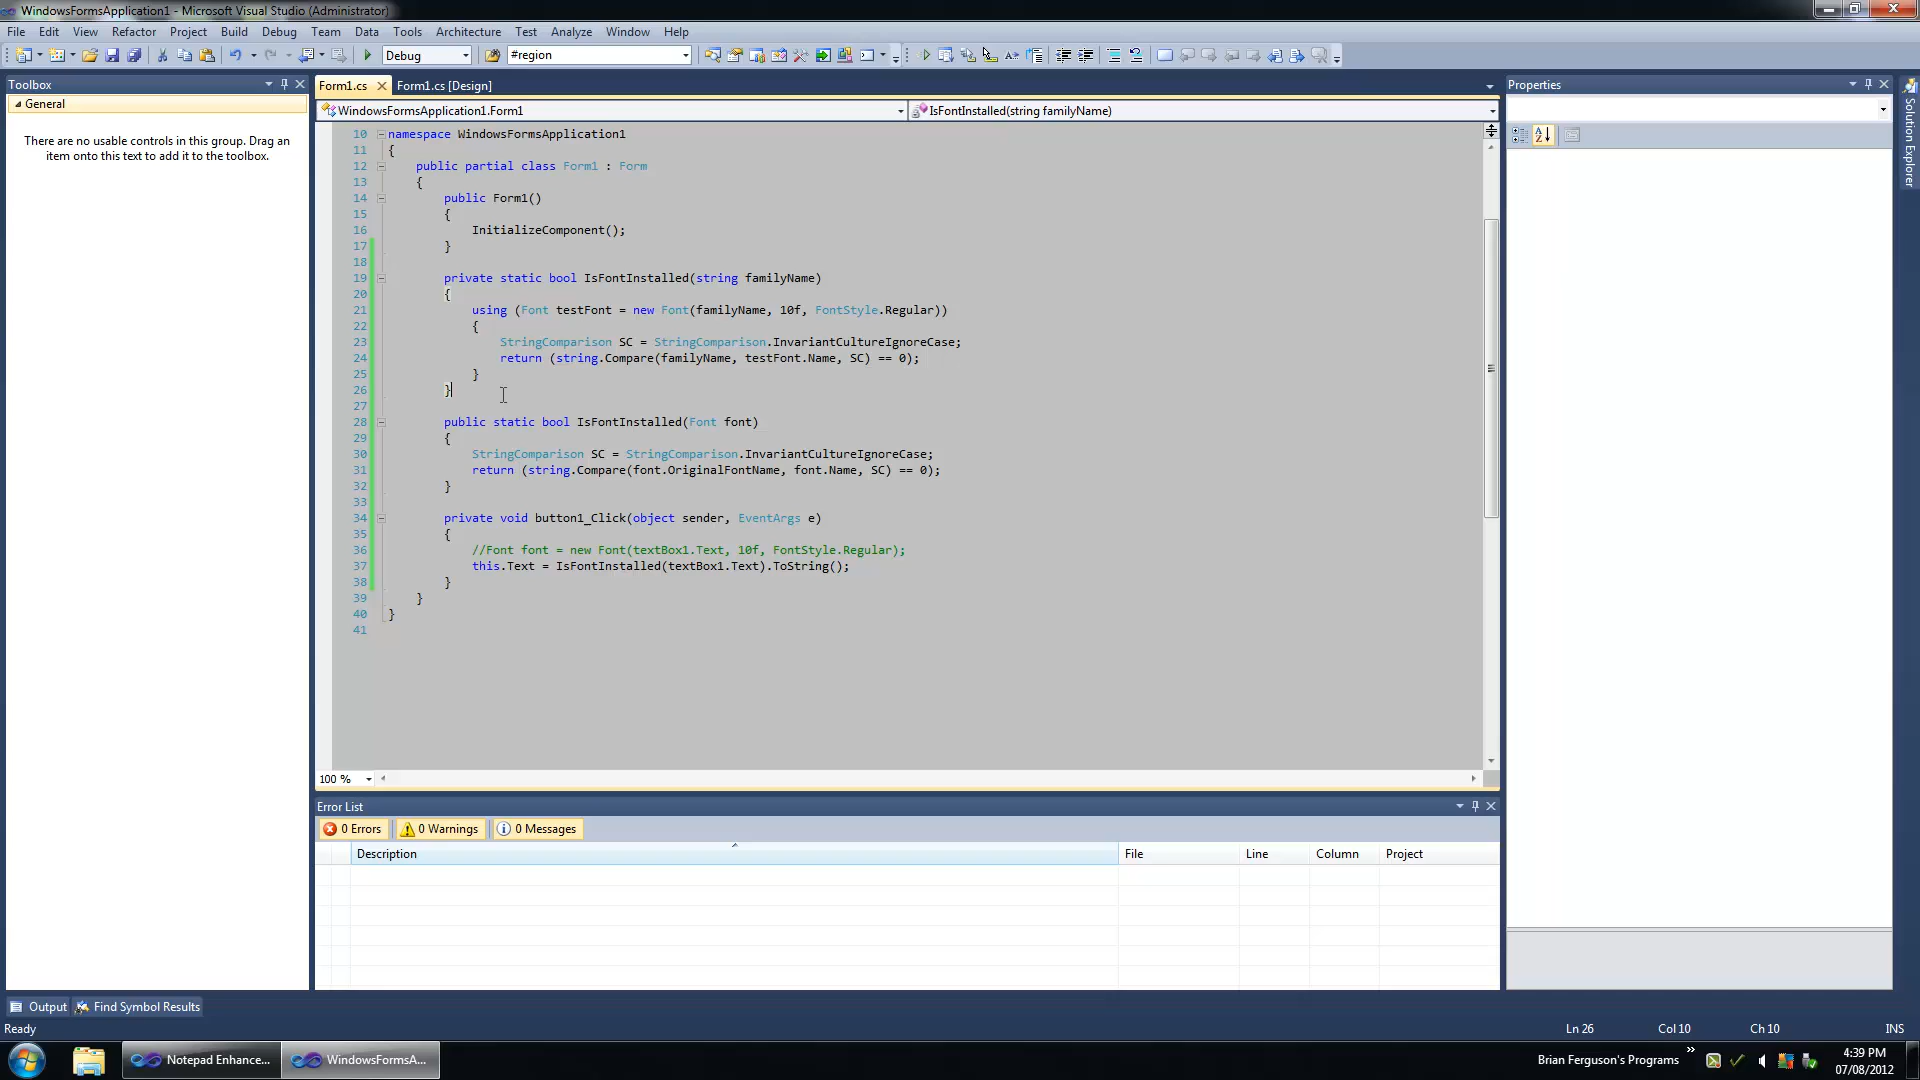 WindowsFormsApplication1 - Microsoft Visual Studio (Administrator)
File Edit View Refactor Project Build Debug Team Data Tools Architecture Test Analyze Window Help
Debug #region
Toolbox
General
There are no usable controls in this group. Drag an
item onto this text to add it to the toolbox.
Form1.cs Form1.cs [Design]
WindowsFormsApplication1.Form1 IsFontInstalled(string familyName)
10 namespace WindowsFormsApplication1
11 {
12 public partial class Form1 : Form
13 {
14 public Form1()
15 {
16 InitializeComponent();
17 }
18
19 private static bool IsFontInstalled(string familyName)
20 {
21 using (Font testFont = new Font(familyName, 10f, FontStyle.Regular))
22 {
23 StringComparison SC = StringComparison.InvariantCultureIgnoreCase;
24 return (string.Compare(familyName, testFont.Name, SC) == 0);
25 }
26 }
27
28 public static bool IsFontInstalled(Font font)
29 {
30 StringComparison SC = StringComparison.InvariantCultureIgnoreCase;
31 return (string.Compare(font.OriginalFontName, font.Name, SC) == 0);
32 }
33
34 private void button1_Click(object sender, EventArgs e)
35 {
36 //Font font = new Font(textBox1.Text, 10f, FontStyle.Regular);
37 this.Text = IsFontInstalled(textBox1.Text).ToString();
38 }
39 }
40 }
41
100 %
Error List
0 Errors 0 Warnings 0 Messages
Description File Line Column Project
Properties
Solution Explorer
Output Find Symbol Results
Ready Ln 26 Col 10 Ch 10 INS
Notepad Enhance... WindowsFormsA... Brian Ferguson's Programs » 4:39 PM
07/08/2012